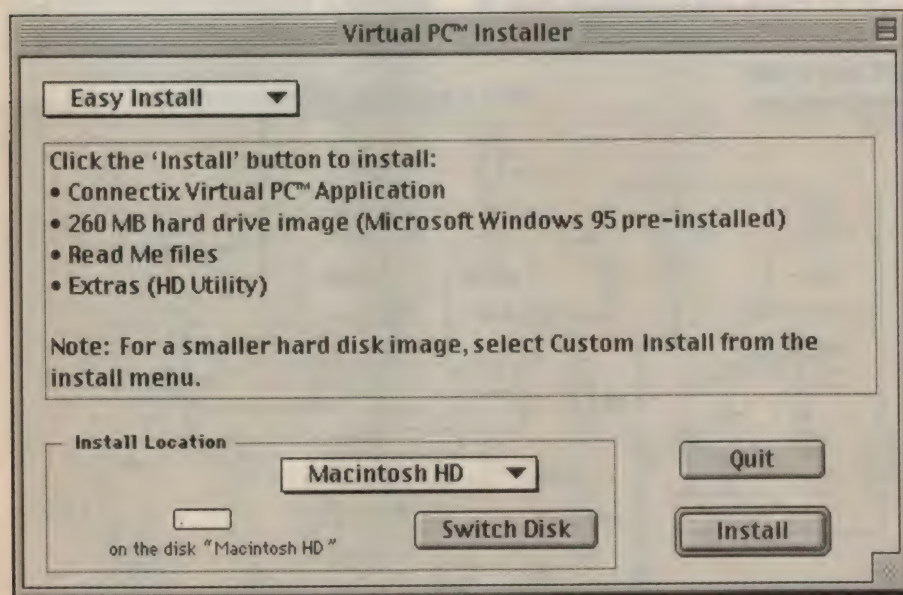 Virtual PC™ Installer
Easy Install
Click the ‘Install’ button to install:
• Connectix Virtual PC™ Application
• 260 MB hard drive image (Microsoft Windows 95 pre-installed)
• Read Me files
• Extras (HD Utility)
Note: For a smaller hard disk image, select Custom Install from the
install menu.
Install Location
Macintosh HD
on the disk “Macintosh HD”
Switch Disk
Quit
Install